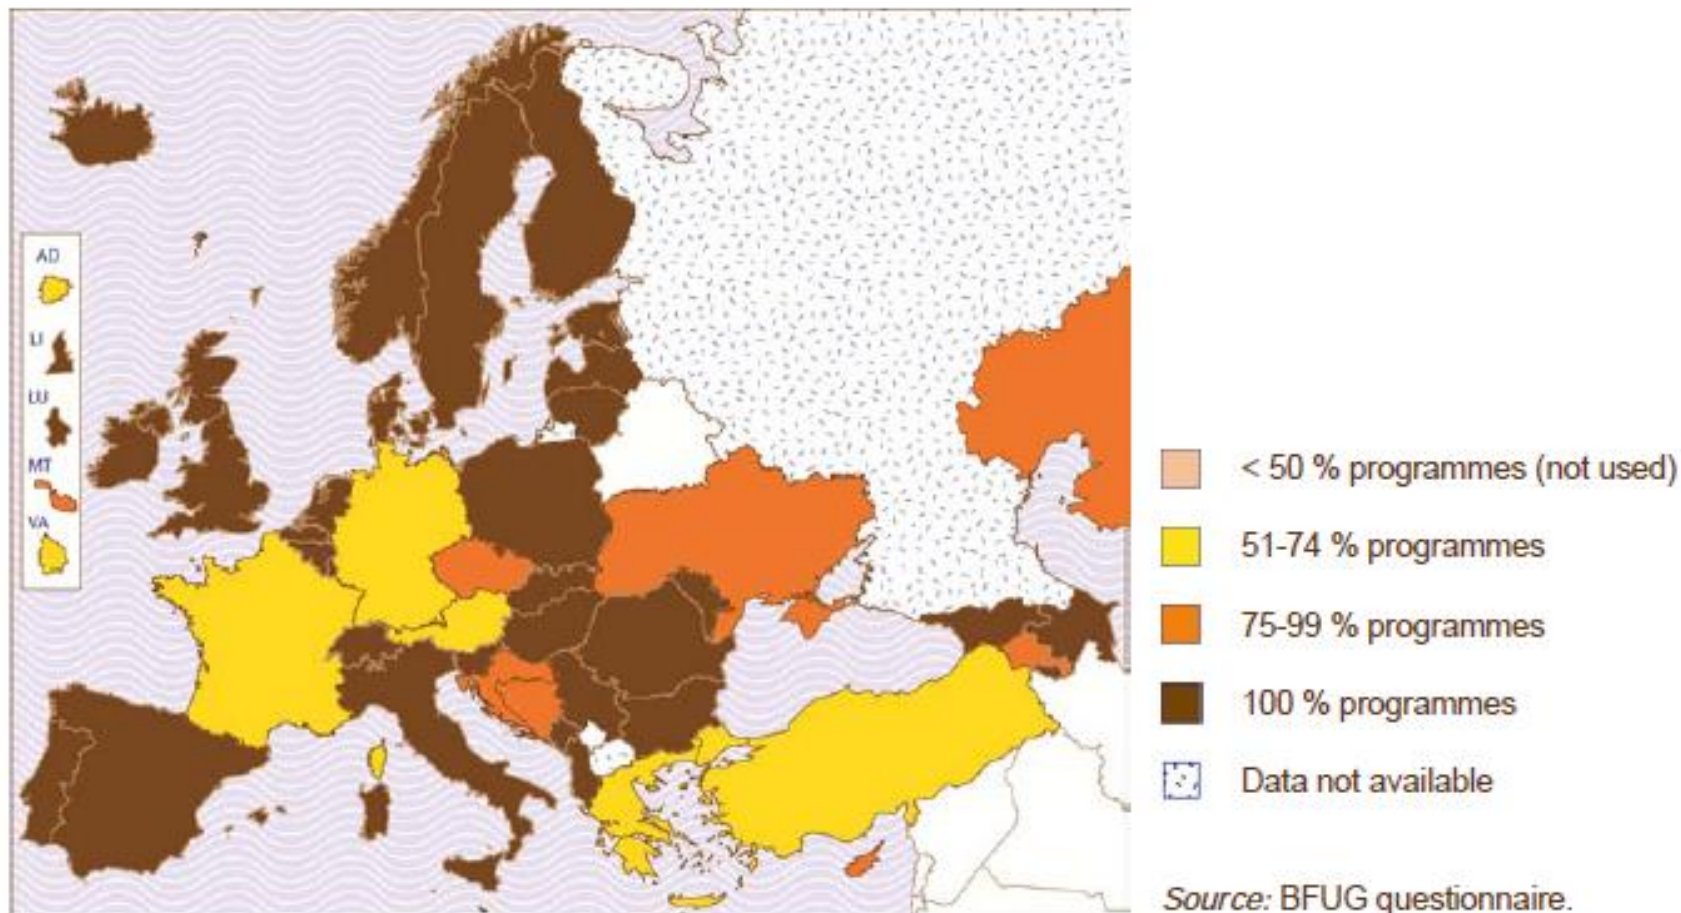 AD
LI
LU
MT
VA
< 50 % programmes (not used)
51-74 % programmes
75-99 % programmes
100 % programmes
Data not available
Source: BFUG questionnaire.